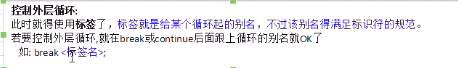 控制外层循环:
此时就得使用标签了，标签就是给某个循环起的别名，不过该别名得满足标识符的规范。
若要控制外层循环,就在break或continue后面跟上循环的别名就OK了
如: break <标签名>;